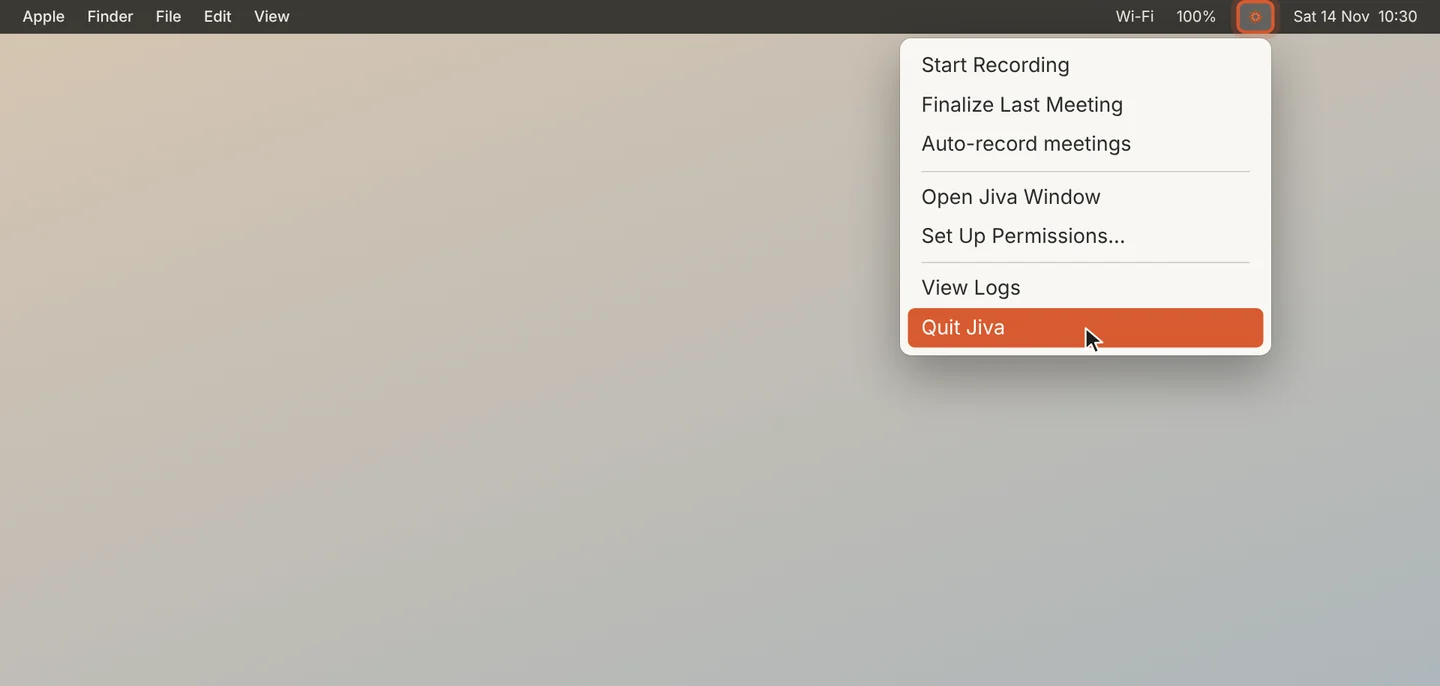 Apple Finder File Edit View Wi-Fi 100% Sat 14 Nov 10:30
Start Recording
Finalize Last Meeting
Auto-record meetings
Open Jiva Window
Set Up Permissions...
View Logs
Quit Jiva